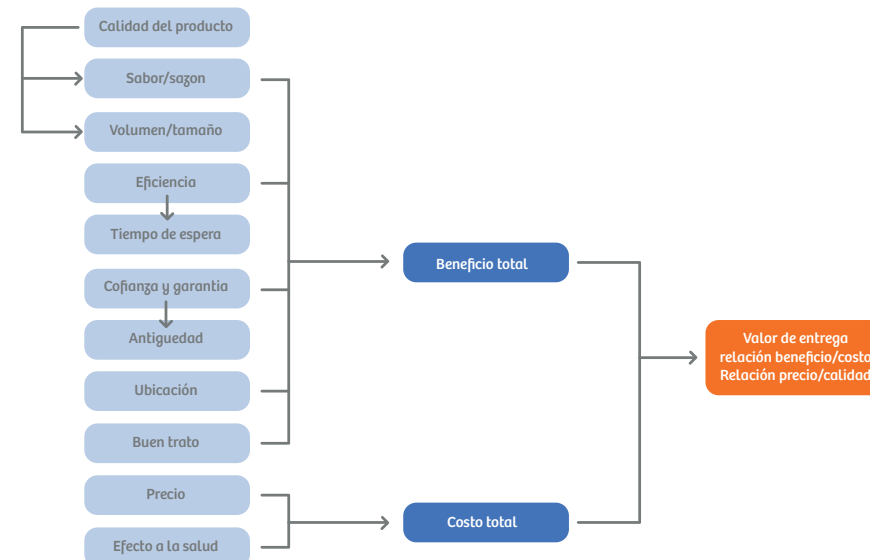 Calidad del producto
Sabor/sazon
Volumen/tamaño
Eficiencia
Tiempo de espera
Cofianza y garantia
Antiguedad
Ubicación
Buen trato
Precio
Efecto a la salud
Beneficio total
Costo total
Valor de entrega
relación beneficio/costo
Relación precio/calidad